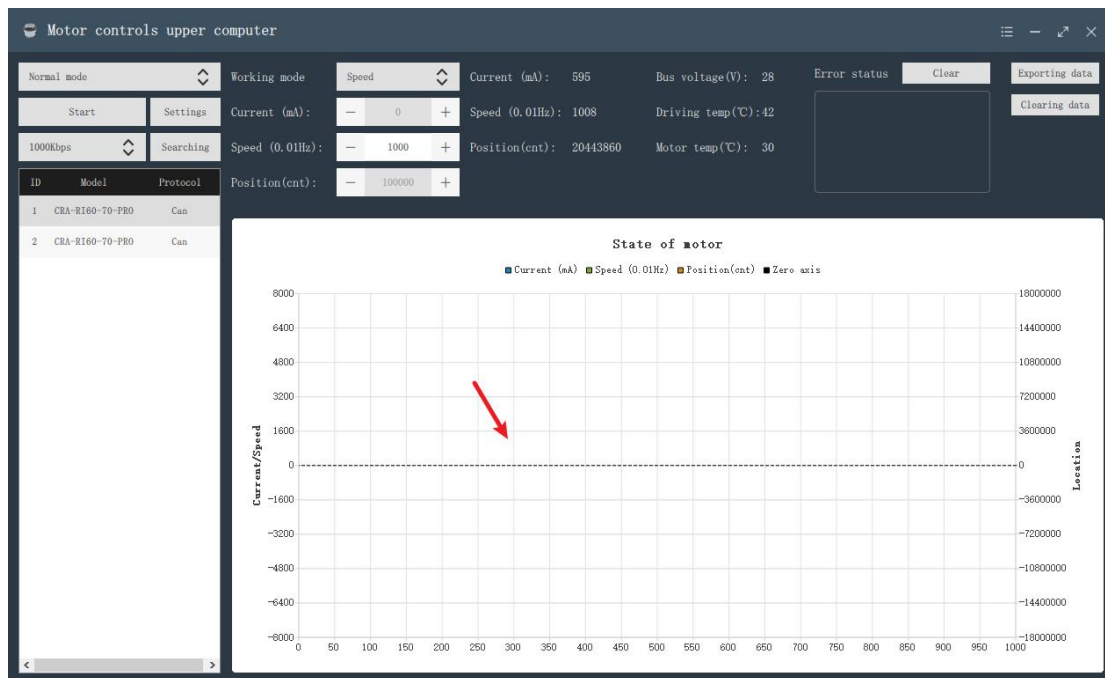 Motor controls upper computer
Normal mode
Working mode
Speed
Current (mA): 595
Bus voltage(V): 28
Error status
Clear
Exporting data
Start
Settings
Current (mA):
— 0 +
Speed (0.01Hz): 1008
Driving temp(℃):42
Clearing data
1000Kbps
Searching
Speed (0.01Hz):
— 1000 +
Position(cnt): 20443860
Motor temp(℃): 30
ID Model Protocol
Position(cnt):
— 100000 +
1 CRA-RI60-70-PRO Can
2 CRA-RI60-70-PRO Can
State of motor
Current (mA) Speed (0.01Hz) Position(cnt) Zero axis
8000 18000000
6400 14400000
4800 10800000
3200 7200000
1600 3600000
0 0
-1600 -3600000
-3200 -7200000
-4800 -10800000
-6400 -14400000
-8000 -18000000
Current/Speed
Location
0 50 100 150 200 250 300 350 400 450 500 550 600 650 700 750 800 850 900 950 1000